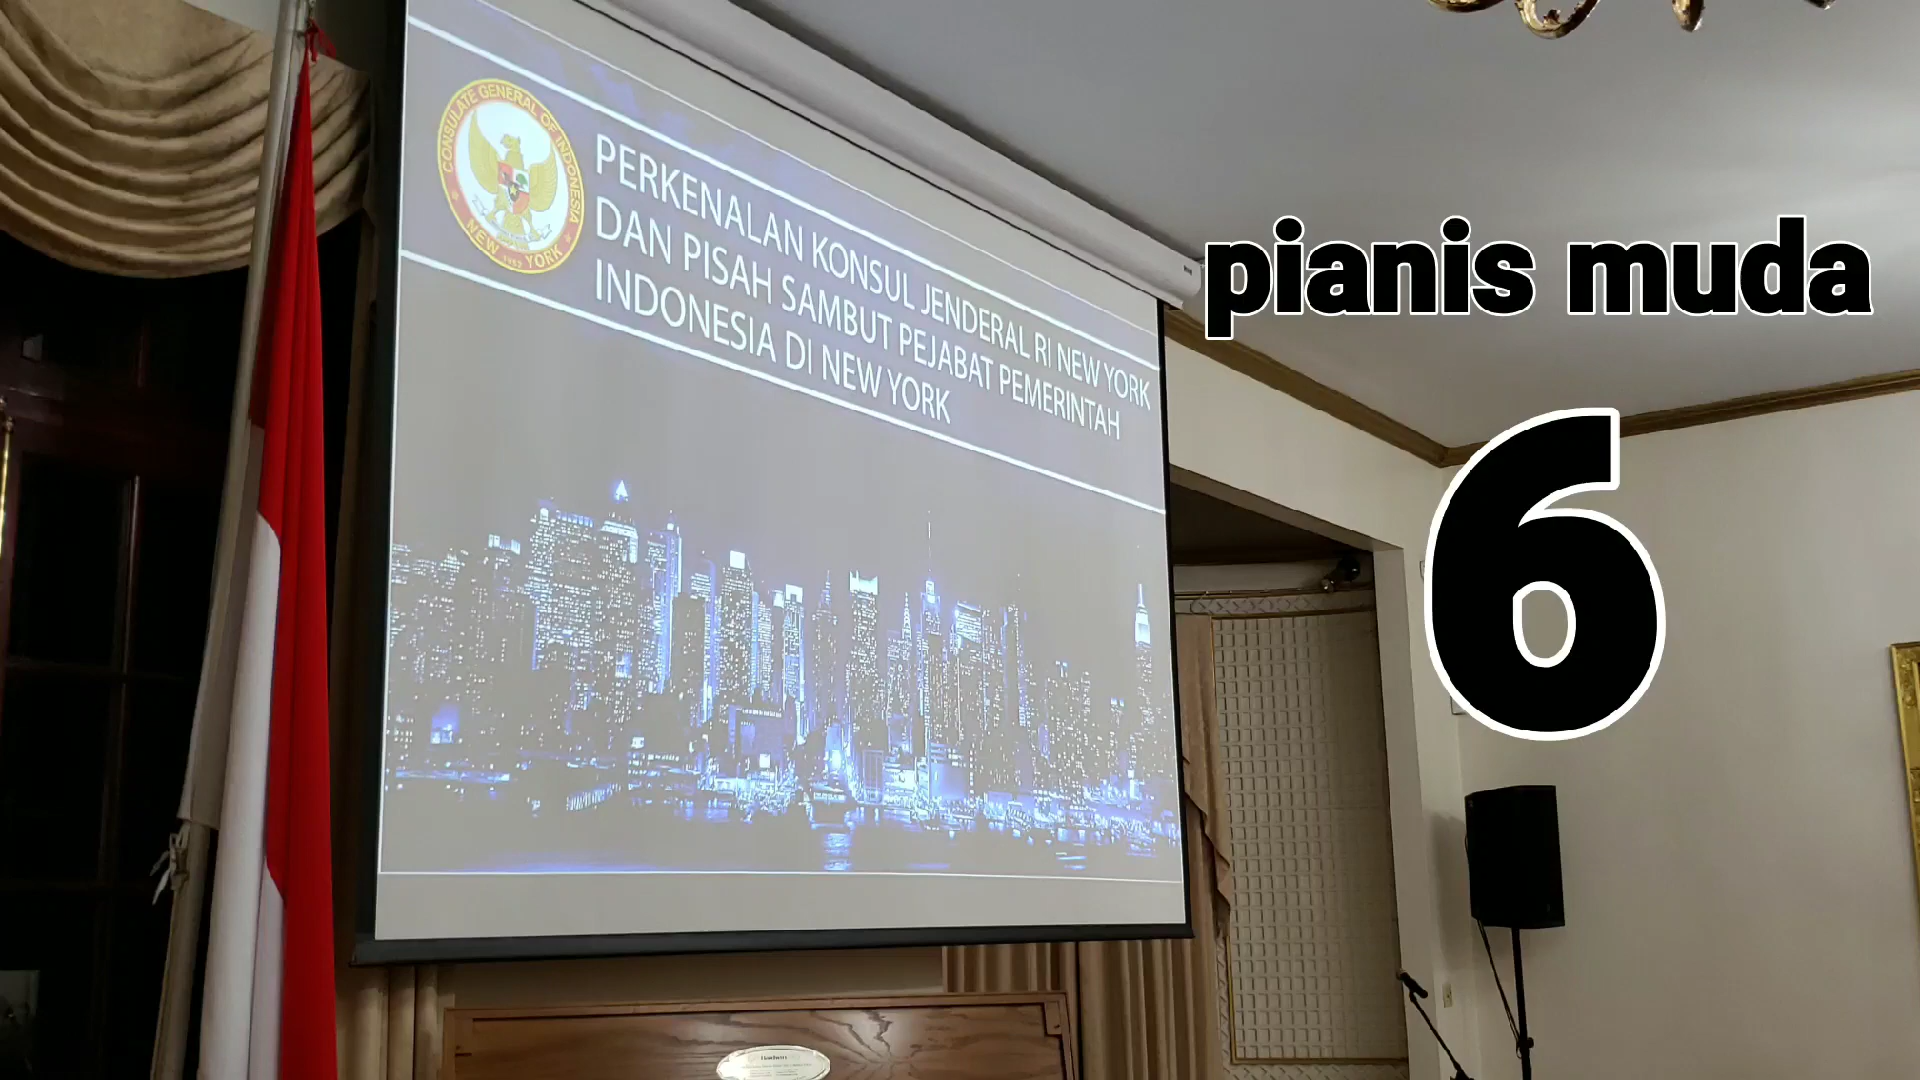 CONSULATE GENERAL OF INDONESIA
NEW YORK
PERKENALAN KONSUL JENDERAL RI NEW YORK
DAN PISAH SAMBUT PEJABAT PEMERINTAH
INDONESIA DI NEW YORK
pianis muda
6